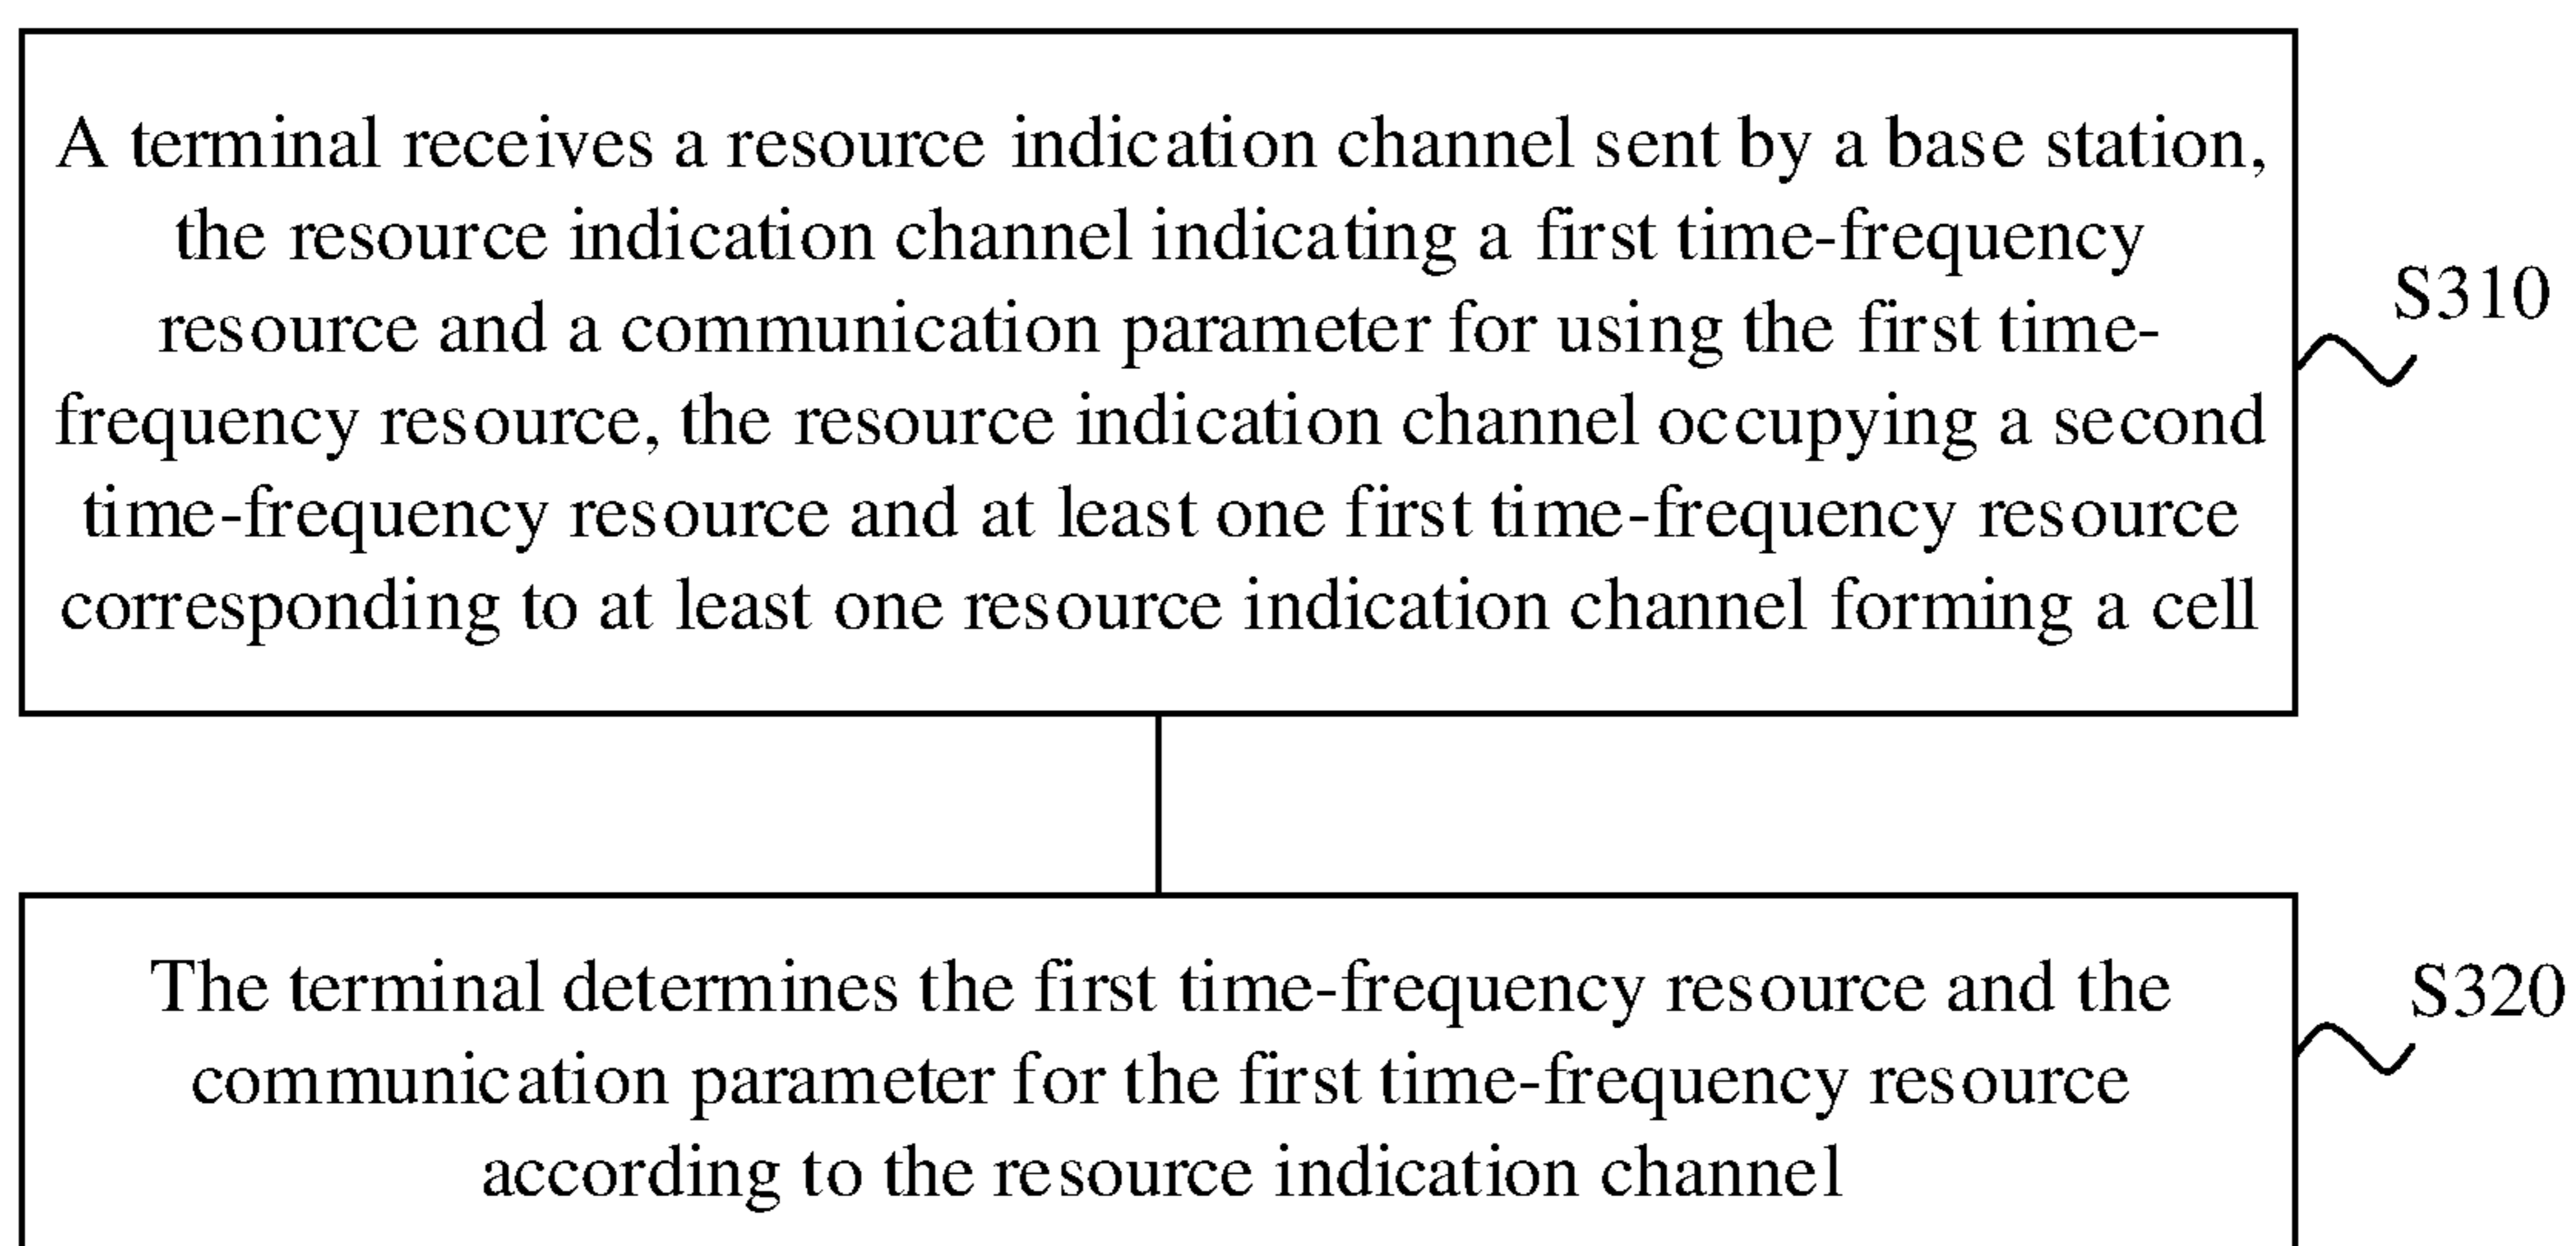 A terminal receives a resource indication channel sent by a base station,
the resource indication channel indicating a first time-frequency
resource and a communication parameter for using the first time-
frequency resource, the resource indication channel occupying a second
time-frequency resource and at least one first time-frequency resource
corresponding to at least one resource indication channel forming a cell
S310
The terminal determines the first time-frequency resource and the
communication parameter for the first time-frequency resource
according to the resource indication channel
S320